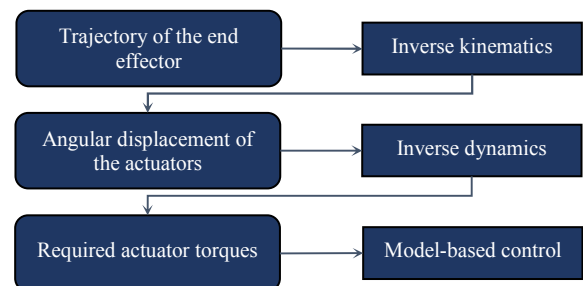 Trajectory of the end
effector
Inverse kinematics
Angular displacement of
the actuators
Inverse dynamics
Required actuator torques
Model-based control